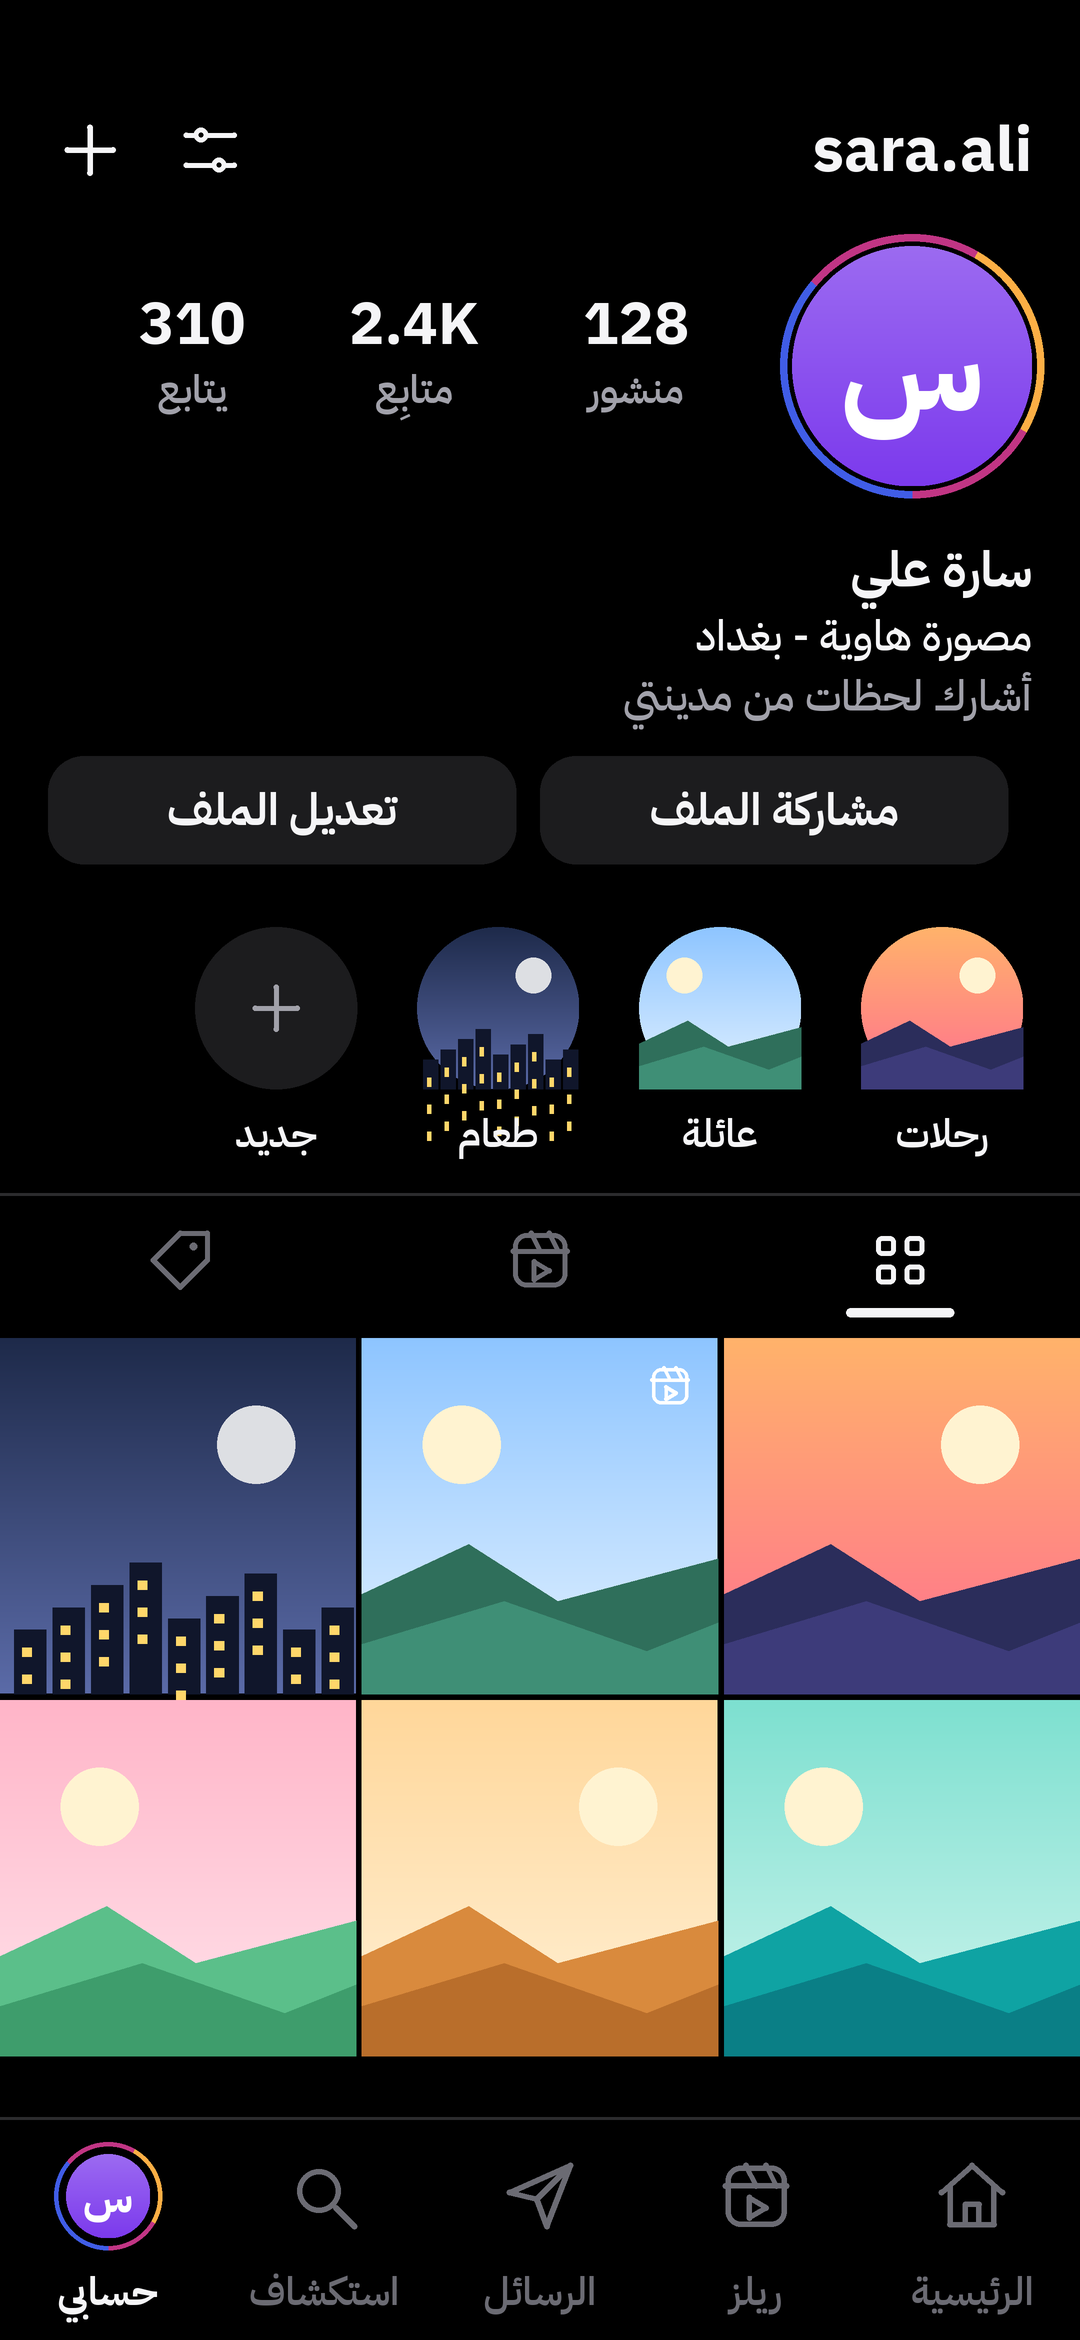 sara.ali
س
128 2.4K 310
منشور متابِع يتابع
سارة علي
مصورة هاوية - بغداد
أشارك لحظات من مدينتي
مشاركة الملف تعديل الملف
رحلات عائلة طعام جديد
س
الرئيسية ريلز الرسائل استكشاف حسابي